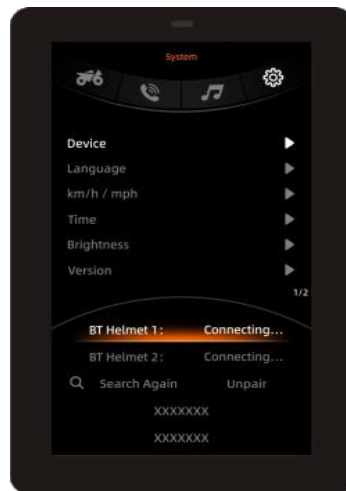 System
Device
Language
km/h / mph
Time
Brightness
Version
1/2
BT Helmet 1: Connecting...
BT Helmet 2: Connecting...
Search Again Unpair
XXXXXXX
XXXXXXX